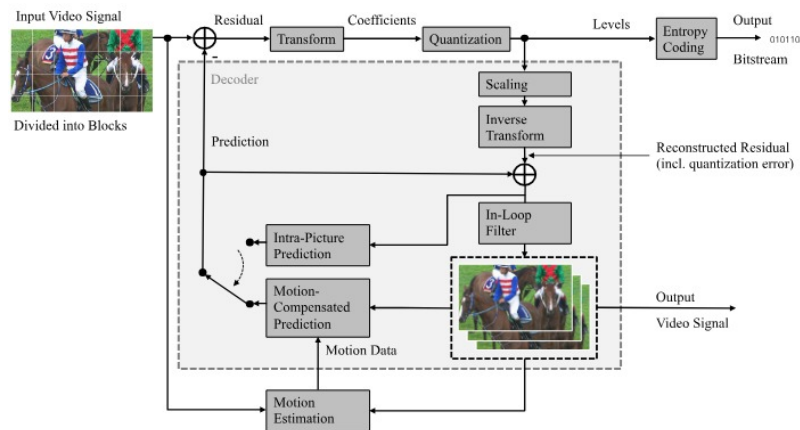 Input Video Signal
Divided into Blocks
Residual
-
Transform
Coefficients
Quantization
Levels
Entropy
Coding
Output
010110
Bitstream
Decoder
Scaling
Inverse
Transform
Prediction
Reconstructed Residual
(incl. quantization error)
In-Loop
Filter
Intra-Picture
Prediction
Motion-
Compensated
Prediction
Output
Video Signal
Motion Data
Motion
Estimation